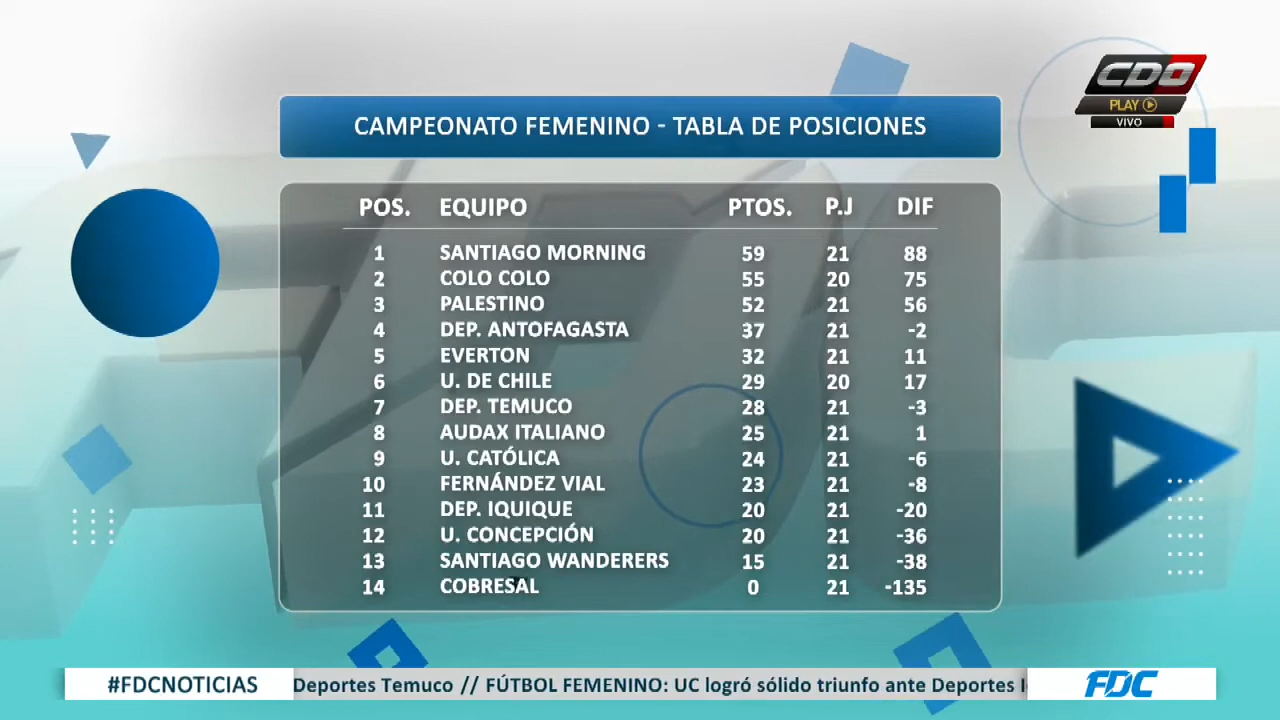 CDO
PLAY
VIVO
CAMPEONATO FEMENINO - TABLA DE POSICIONES
POS. EQUIPO PTOS. P.J DIF
1 SANTIAGO MORNING 59 21 88
2 COLO COLO 55 20 75
3 PALESTINO 52 21 56
4 DEP. ANTOFAGASTA 37 21 -2
5 EVERTON 32 21 11
6 U. DE CHILE 29 20 17
7 DEP. TEMUCO 28 21 -3
8 AUDAX ITALIANO 25 21 1
9 U. CATÓLICA 24 21 -6
10 FERNÁNDEZ VIAL 23 21 -8
11 DEP. IQUIQUE 20 21 -20
12 U. CONCEPCIÓN 20 21 -36
13 SANTIAGO WANDERERS 15 21 -38
14 COBRESAL 0 21 -135
#FDCNOTICIAS Deportes Temuco // FÚTBOL FEMENINO: UC logró sólido triunfo ante Deportes FDC